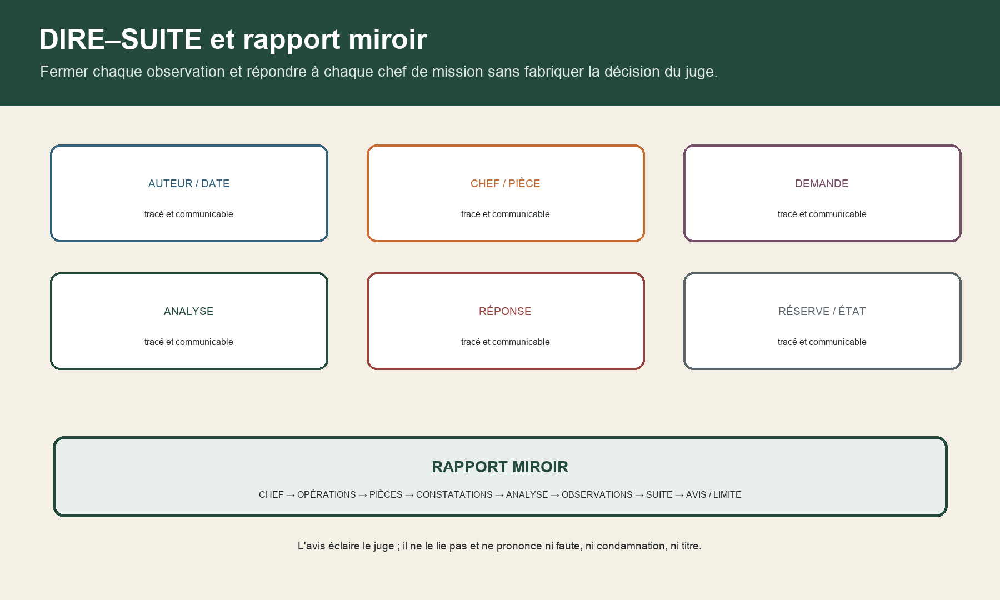 DIRE–SUITE et rapport miroir
Fermer chaque observation et répondre à chaque chef de mission sans fabriquer la décision du juge.
AUTEUR / DATE
tracé et communicable
CHEF / PIÈCE
tracé et communicable
DEMANDE
tracé et communicable
ANALYSE
tracé et communicable
RÉPONSE
tracé et communicable
RÉSERVE / ÉTAT
tracé et communicable
RAPPORT MIROIR
CHEF → OPÉRATIONS → PIÈCES → CONSTATATIONS → ANALYSE → OBSERVATIONS → SUITE → AVIS / LIMITE
L'avis éclaire le juge ; il ne le lie pas et ne prononce ni faute, ni condamnation, ni titre.